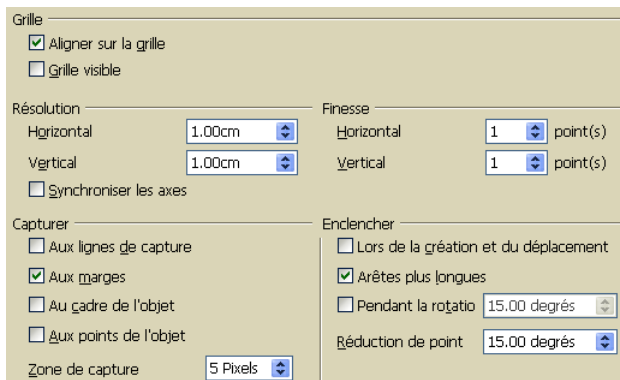 Grille
Aligner sur la grille
Grille visible
Résolution
Horizontal 1.00cm
Vertical 1.00cm
Synchroniser les axes
Finesse
Horizontal 1 point(s)
Vertical 1 point(s)
Capturer
Aux lignes de capture
Aux marges
Au cadre de l'objet
Aux points de l'objet
Zone de capture 5 Pixels
Enclencher
Lors de la création et du déplacement
Arêtes plus longues
Pendant la rotatio 15.00 degrés
Réduction de point 15.00 degrés